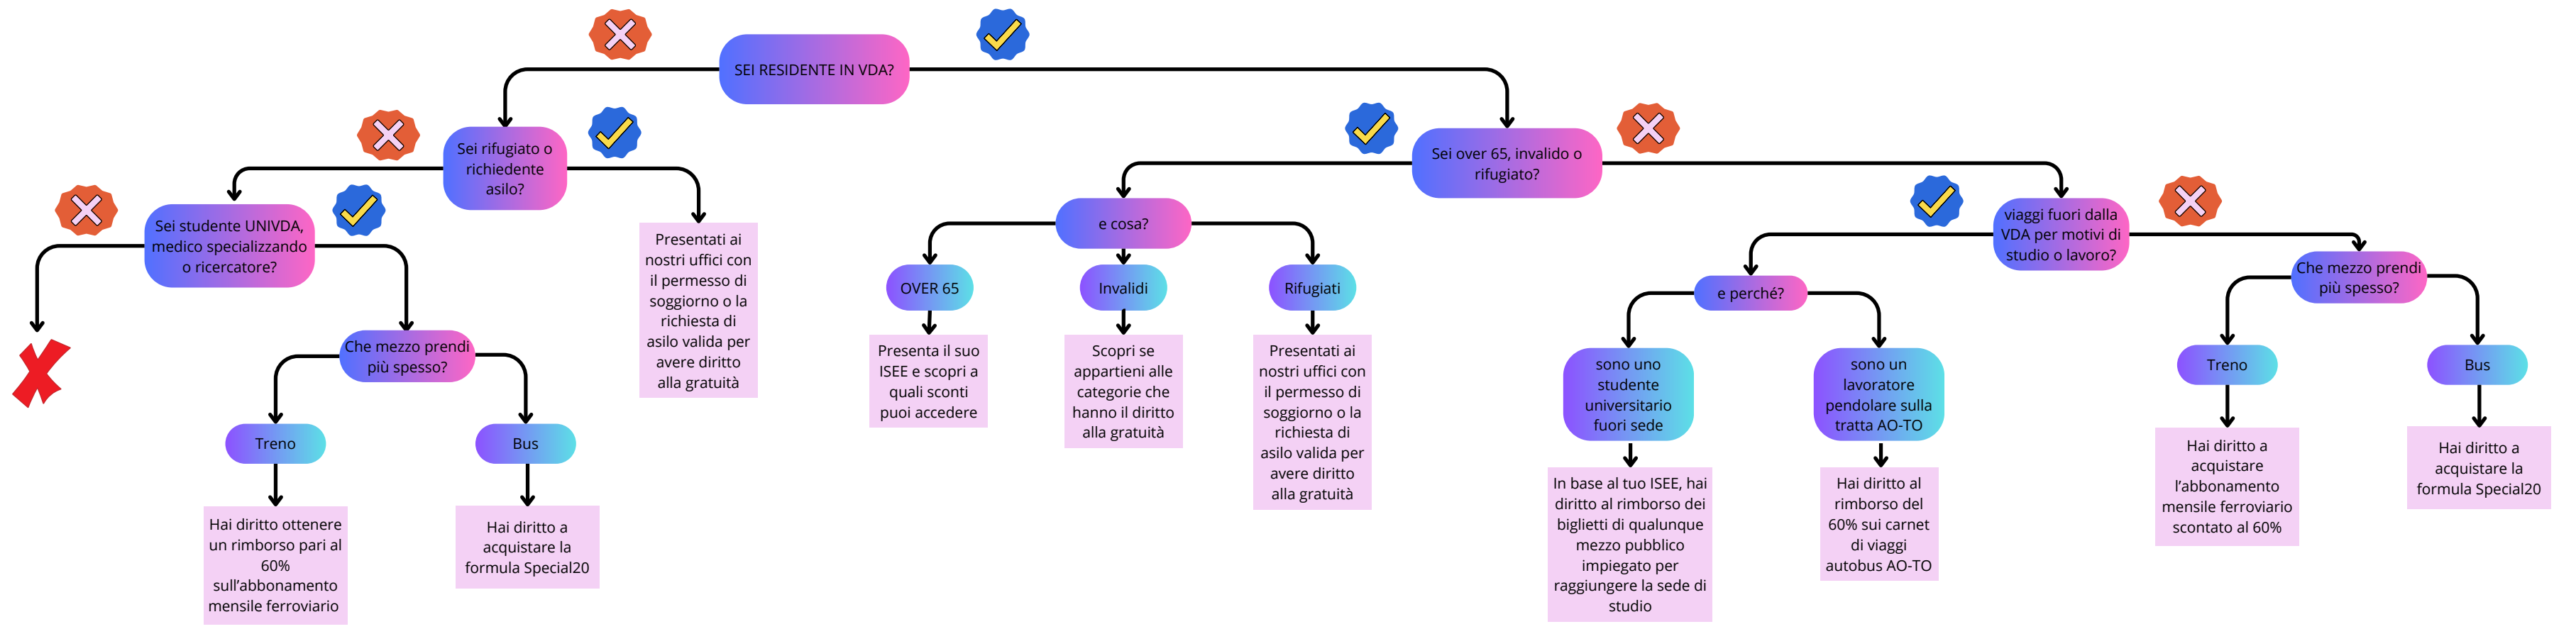 SEI RESIDENTE IN VDA?
Sei rifugiato o
richiedente
asilo?
Sei over 65, invalido o
rifugiato?
Sei studente UNIVDA,
medico specializzando
o ricercatore?
Presentati ai
nostri uffici con
il permesso di
soggiorno o la
richiesta di
asilo valida per
avere diritto
alla gratuità
e cosa?
viaggi fuori dalla
VDA per motivi di
studio o lavoro?
Che mezzo prendi
più spesso?
Treno
Bus
Hai diritto ottenere
un rimborso pari al
60%
sull'abbonamento
mensile ferroviario
Hai diritto a
acquistare la
formula Special20
OVER 65
Invalidi
Rifugiati
Presenta il suo
ISEE e scopri a
quali sconti
puoi accedere
Scopri se
appartieni alle
categorie che
hanno il diritto
alla gratuità
Presentati ai
nostri uffici con
il permesso di
soggiorno o la
richiesta di
asilo valida per
avere diritto
alla gratuità
e perché?
sono uno
studente
universitario
fuori sede
sono un
lavoratore
pendolare sulla
tratta AO-TO
In base al tuo ISEE, hai
diritto al rimborso dei
biglietti di qualunque
mezzo pubblico
impiegato per
raggiungere la sede di
studio
Hai diritto al
rimborso del
60% sui carnet
di viaggi
autobus AO-TO
Che mezzo prendi
più spesso?
Treno
Bus
Hai diritto a
acquistare
l'abbonamento
mensile ferroviario
scontato al 60%
Hai diritto a
acquistare la
formula Special20